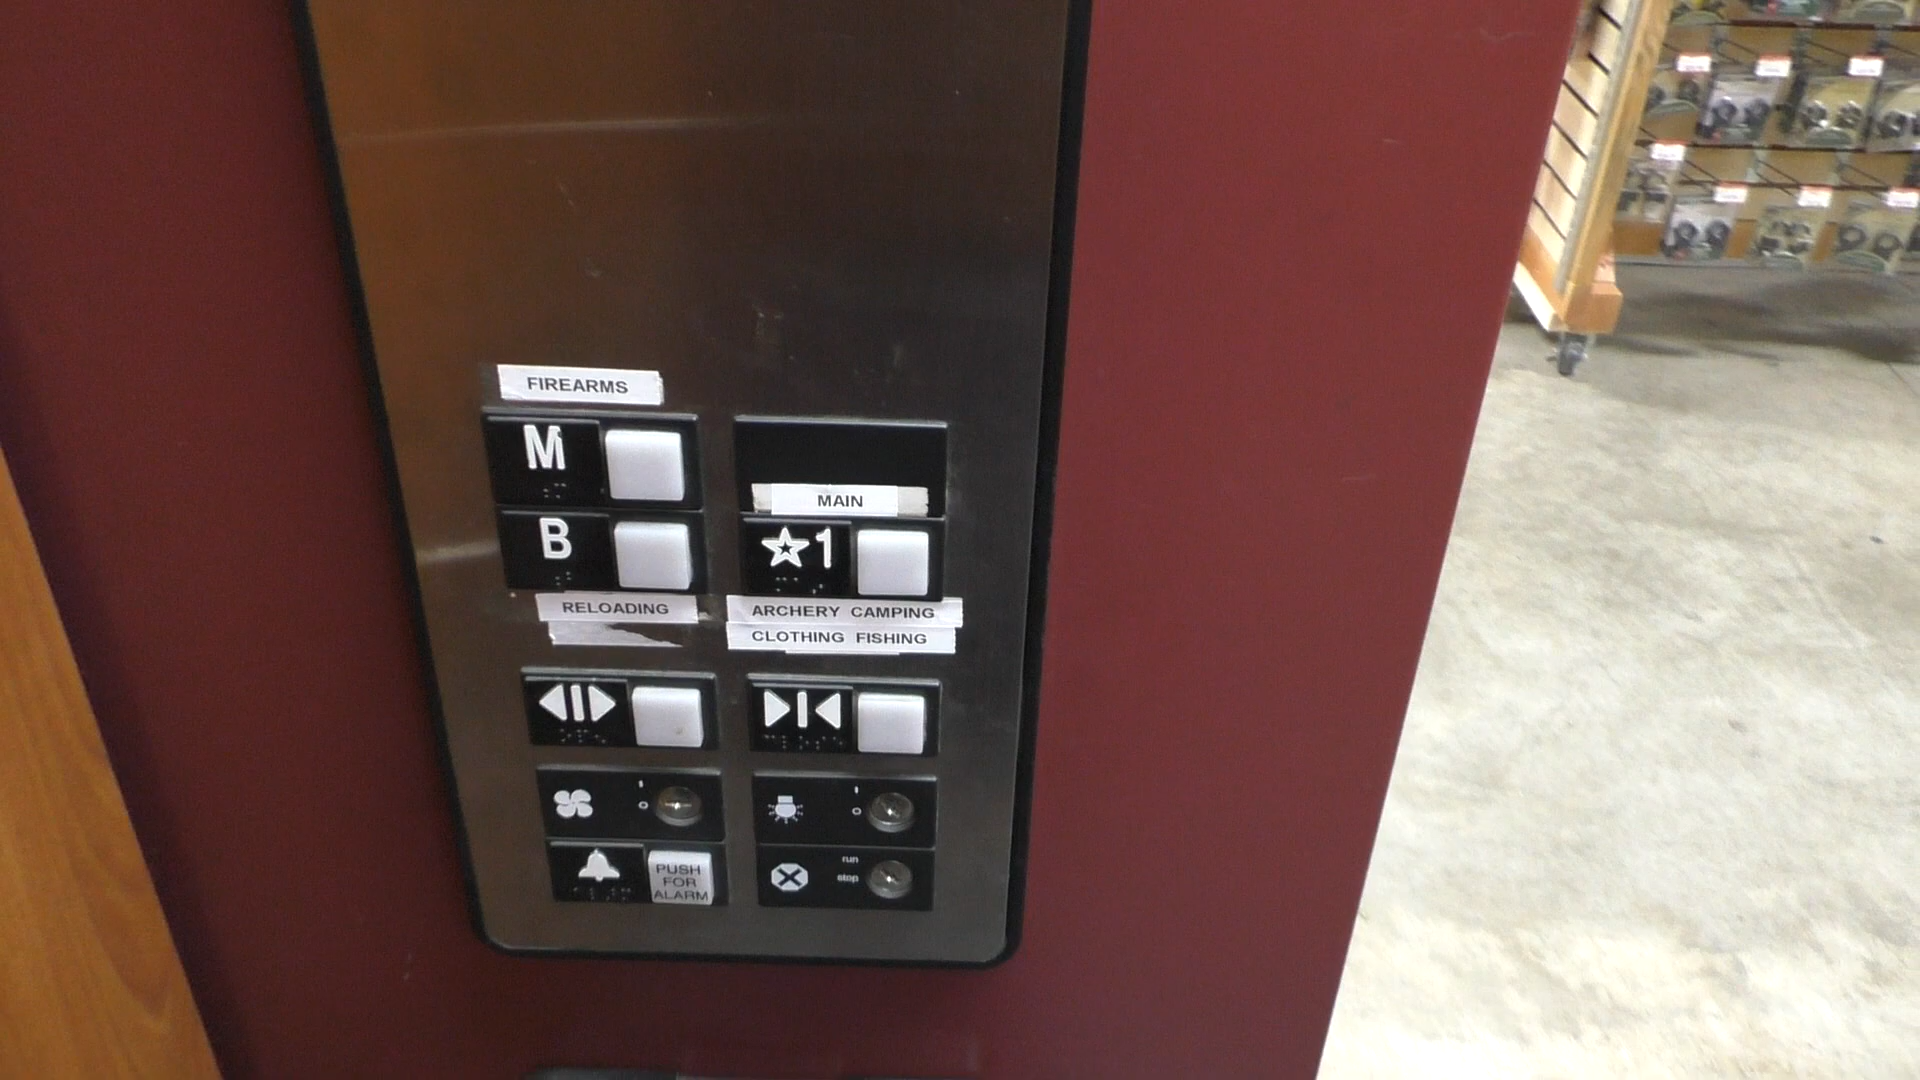 FIREARMS
M
MAIN
B
☆1
RELOADING
ARCHERY CAMPING
CLOTHING FISHING
I
O
I
O
PUSH
FOR
ALARM
run
stop